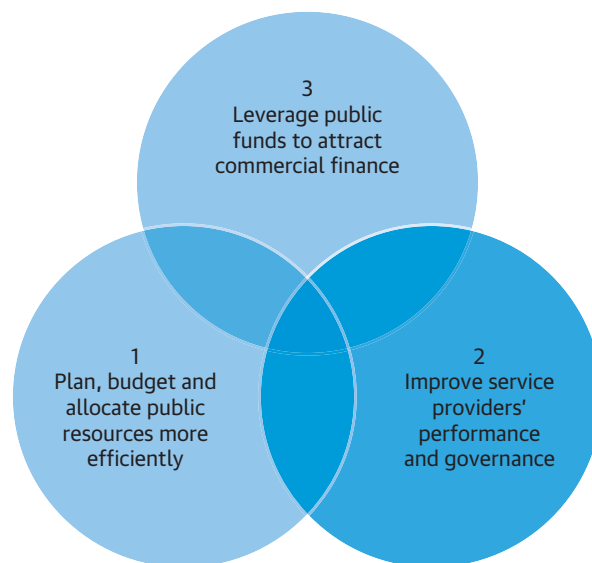 3
Leverage public
funds to attract
commercial finance
1
Plan, budget and
allocate public
resources more
efficiently
2
Improve service
providers’
performance
and governance